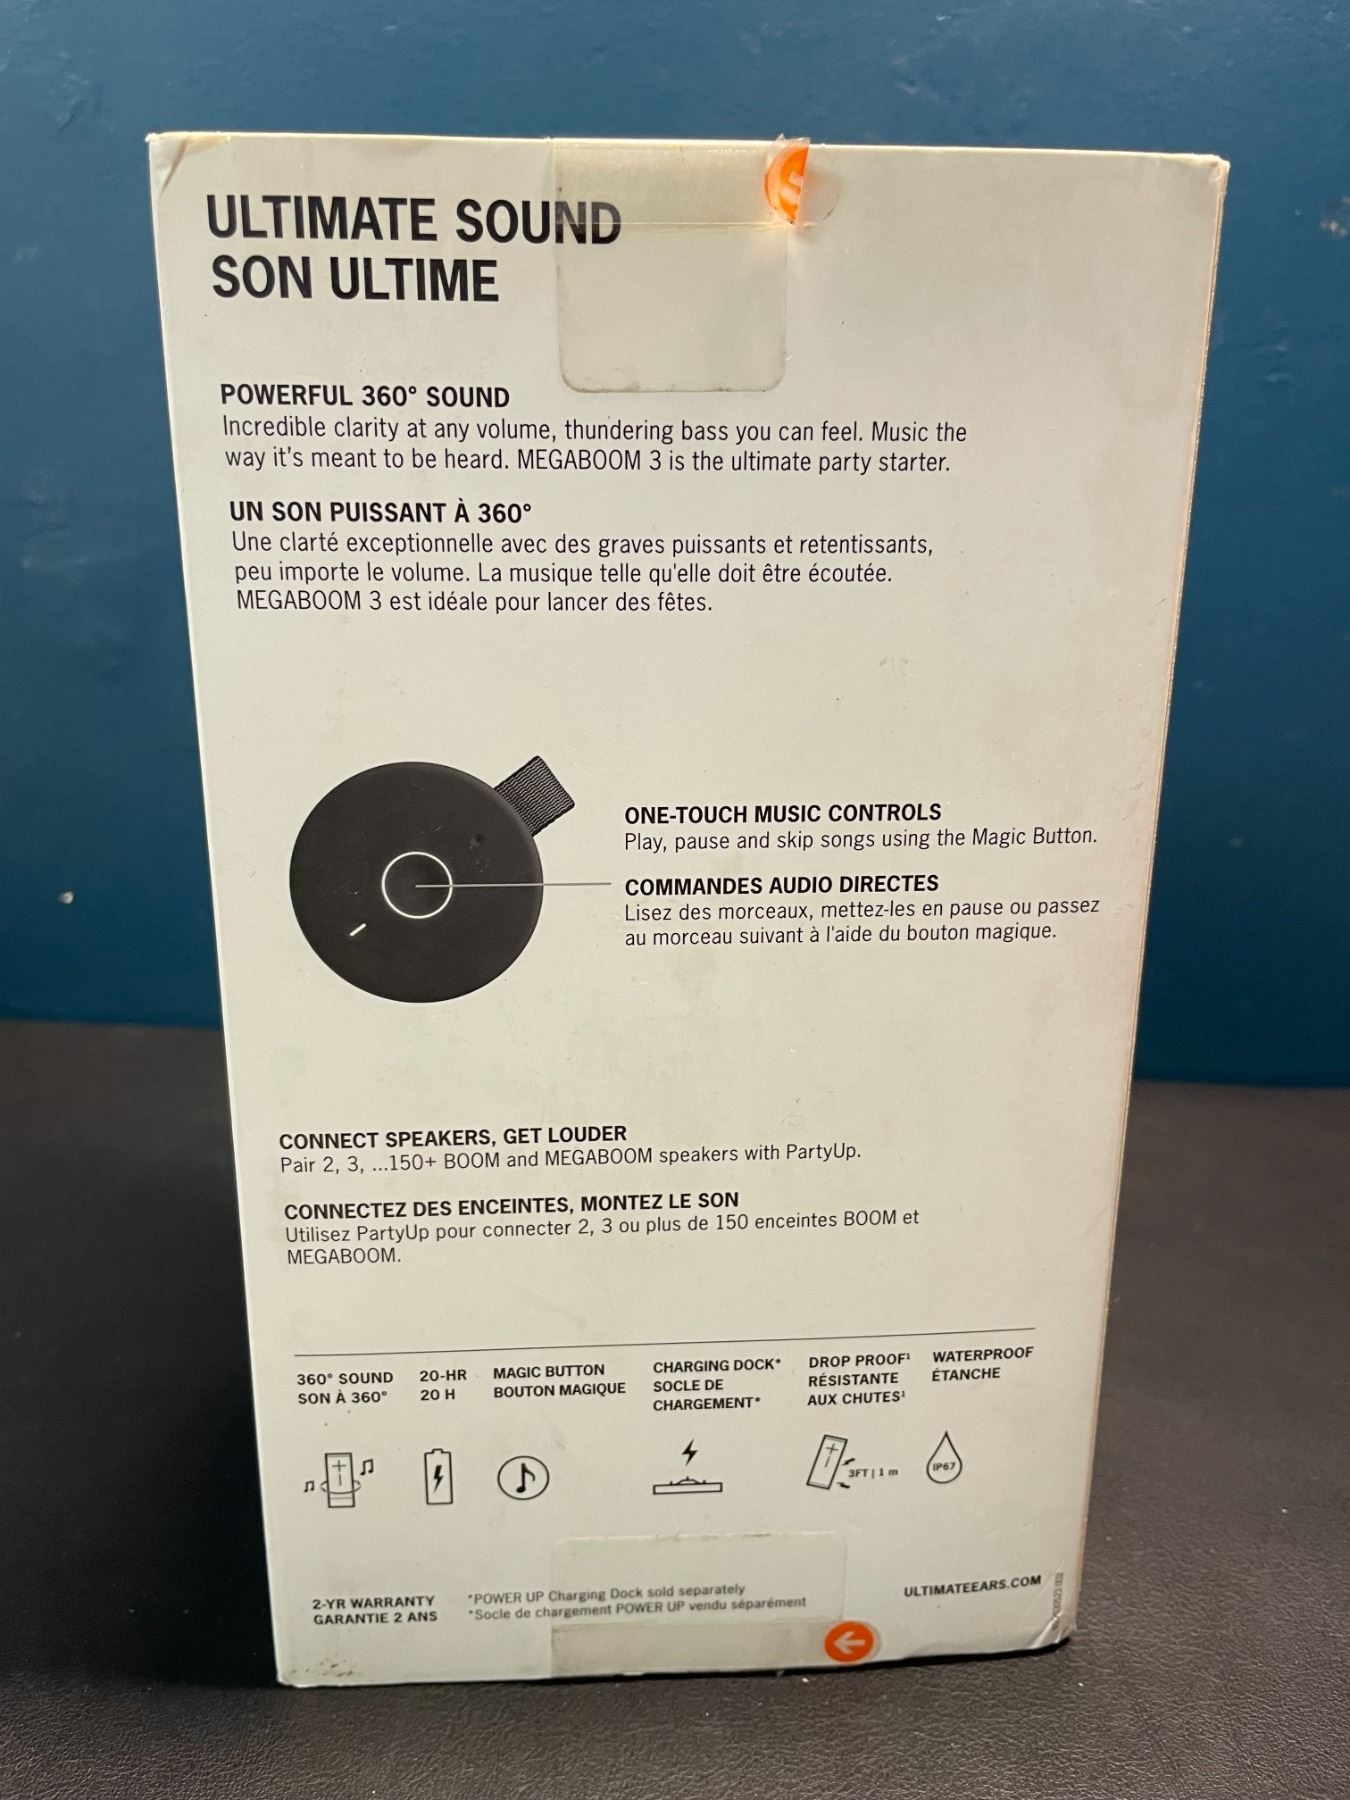 ULTIMATE SOUND
SON ULTIME
POWERFUL 360° SOUND
Incredible clarity at any volume, thundering bass you can feel. Music the
way it's meant to be heard. MEGABOOM 3 is the ultimate party starter.
UN SON PUISSANT À 360°
Une clarté exceptionnelle avec des graves puissants et retentissants,
peu importe le volume. La musique telle qu'elle doit être écoutée.
MEGABOOM 3 est idéale pour lancer des fêtes.
ONE-TOUCH MUSIC CONTROLS
Play, pause and skip songs using the Magic Button.
COMMANDES AUDIO DIRECTES
Lisez des morceaux, mettez-les en pause ou passez
au morceau suivant à l'aide du bouton magique.
CONNECT SPEAKERS, GET LOUDER
Pair 2, 3, ...150+ BOOM and MEGABOOM speakers with PartyUp.
CONNECTEZ DES ENCEINTES, MONTEZ LE SON
Utilisez PartyUp pour connecter 2, 3 ou plus de 150 enceintes BOOM et
MEGABOOM.
360° SOUND
SON À 360°
20-HR
20 H
MAGIC BUTTON
BOUTON MAGIQUE
CHARGING DOCK*
SOCLE DE
CHARGEMENT*
DROP PROOF¹
RÉSISTANTE
AUX CHUTES¹
WATERPROOF
ÉTANCHE
3FT | 1 m
IP67
2-YR WARRANTY
GARANTIE 2 ANS
*POWER UP Charging Dock sold separately
*Socle de chargement POWER UP vendu séparément
ULTIMATEEARS.COM